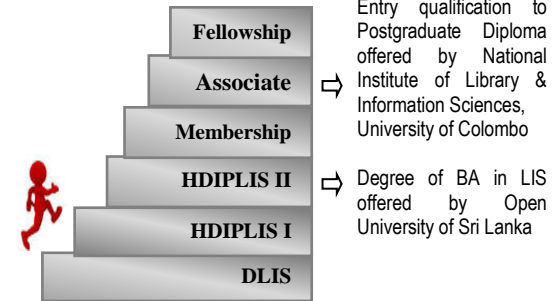 Fellowship
Associate
Membership
HDIPLIS II
HDIPLIS I
DLIS
Entry qualification to
Postgraduate Diploma
offered by National
Institute of Library &
Information Sciences,
University of Colombo
Degree of BA in LIS
offered by Open
University of Sri Lanka